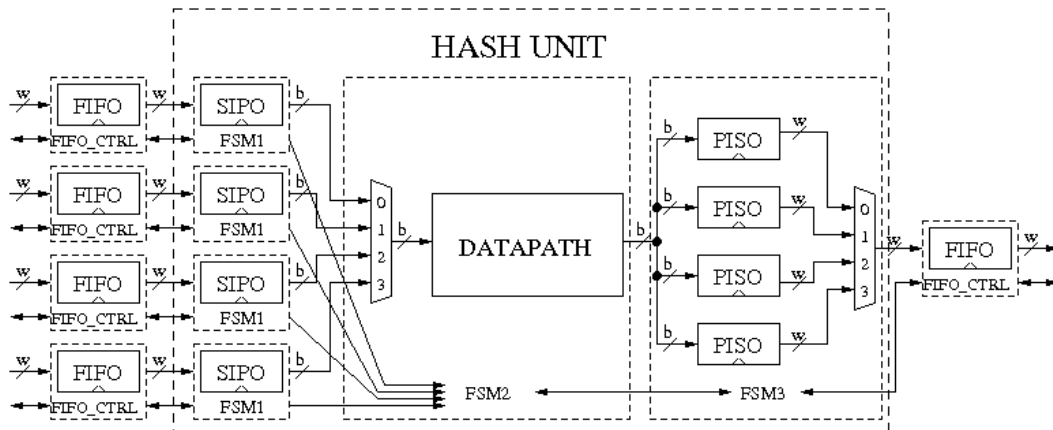 HASH UNIT
w w b b w
FIFO SIPO PISO
FIFO_CTRL FSM1
w w b b w
FIFO SIPO 0 PISO 0 w w
FIFO_CTRL FSM1 1 b DATAPATH b 1 FIFO
w w b 2 b w 2
FIFO SIPO 3 PISO 3 FIFO_CTRL
FIFO_CTRL FSM1
w w b b w
FIFO SIPO PISO
FIFO_CTRL FSM1 FSM2 FSM3